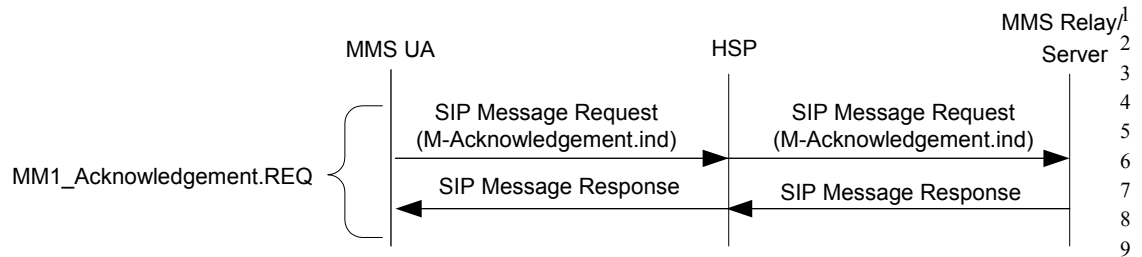 MMS UA
HSP
MMS Relay/
Server
SIP Message Request
(M-Acknowledgement.ind)
SIP Message Request
(M-Acknowledgement.ind)
MM1_Acknowledgement.REQ
SIP Message Response
SIP Message Response
1
2
3
4
5
6
7
8
9